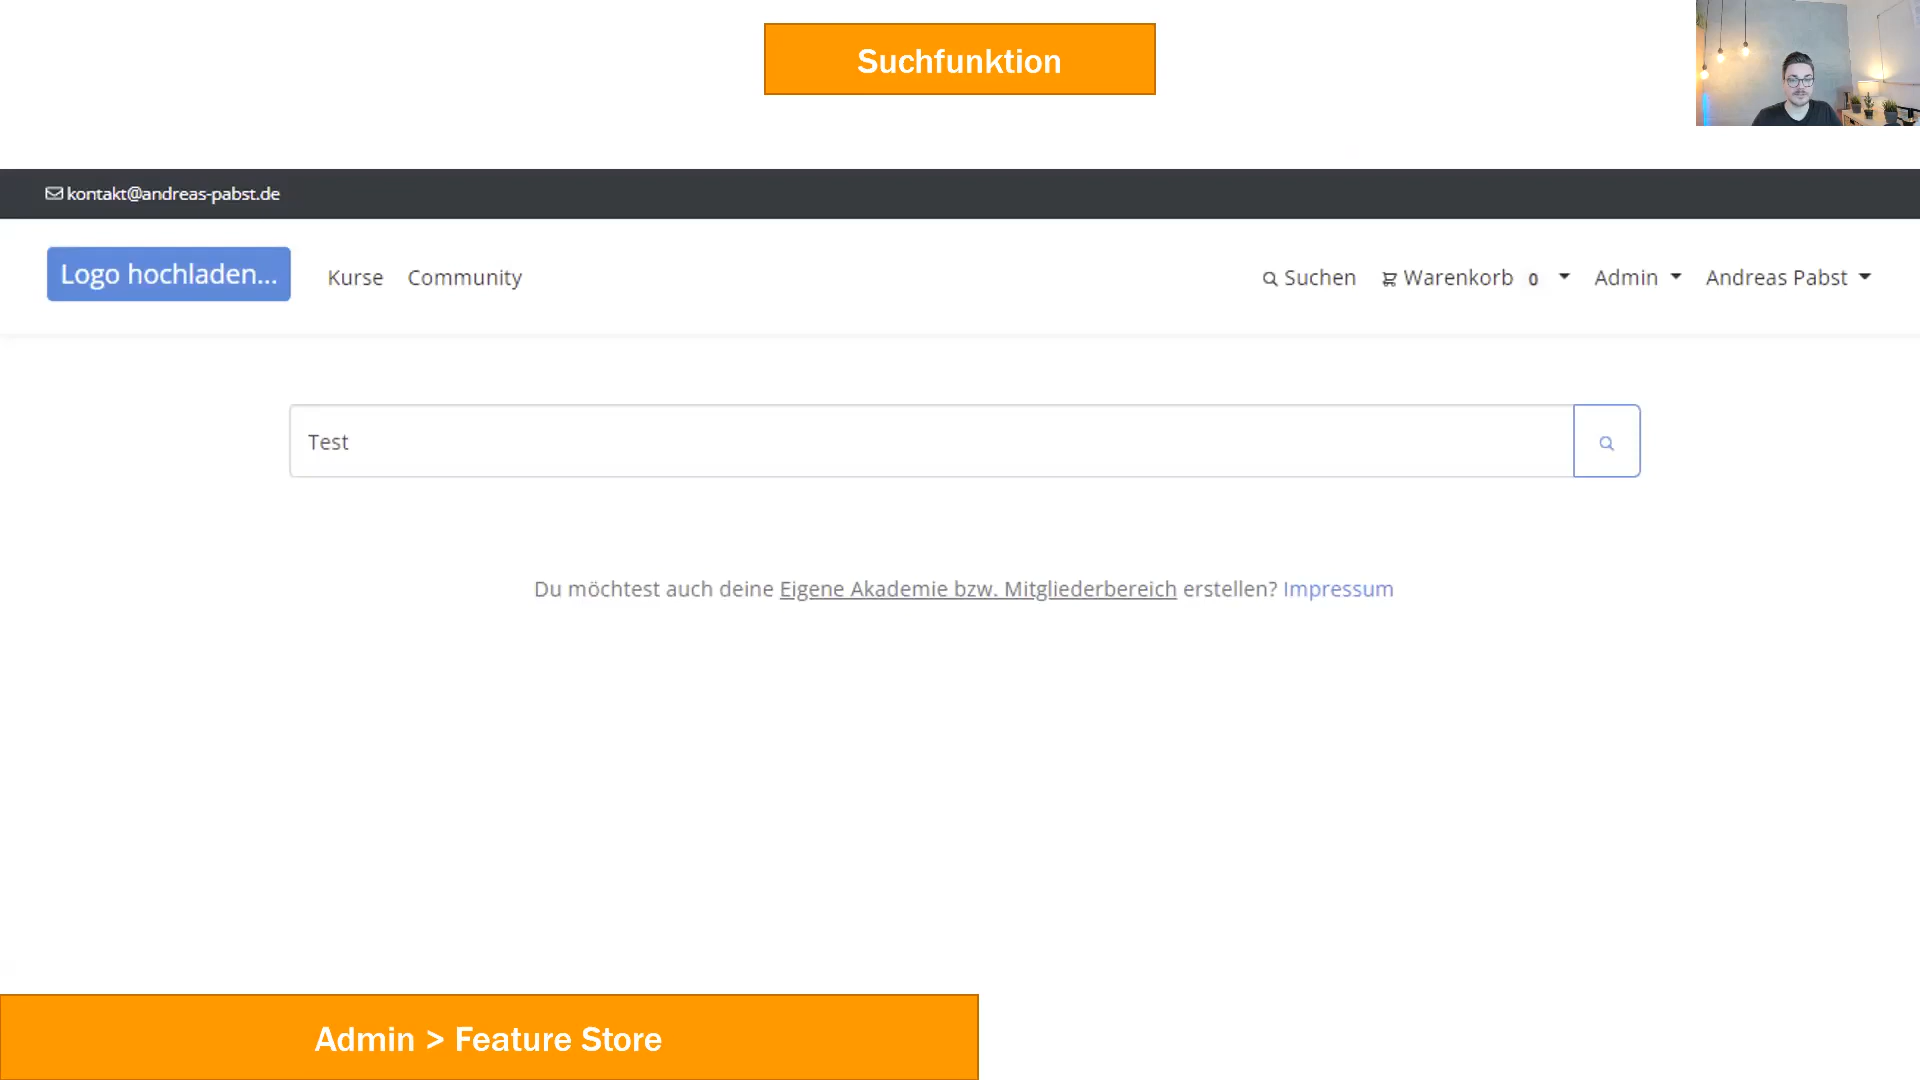 Suchfunktion
kontakt@andreas-pabst.de
Logo hochladen...
Kurse
Community
Suchen
Warenkorb 0
Admin
Andreas Pabst
Test
Du möchtest auch deine Eigene Akademie bzw. Mitgliederbereich erstellen? Impressum
Admin > Feature Store